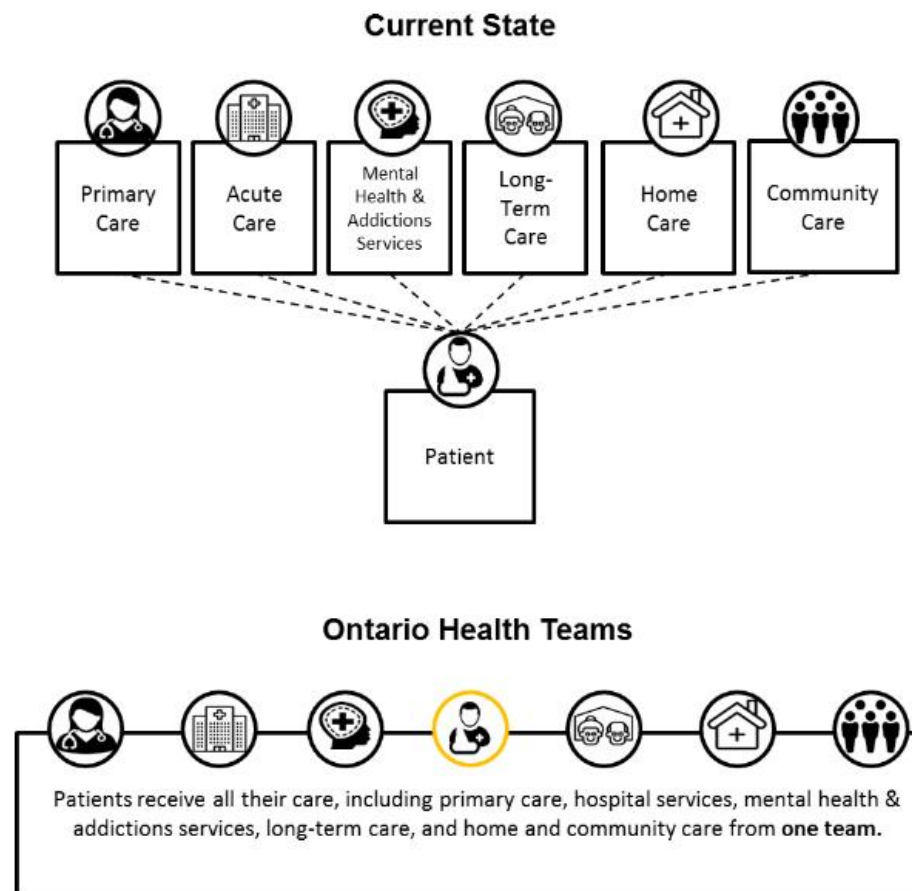 Current State
Primary
Care
Acute
Care
Mental
Health &
Addictions
Services
Long-
Term
Care
Home
Care
Community
Care
Patient
Ontario Health Teams
Patients receive all their care, including primary care, hospital services, mental health &
addictions services, long-term care, and home and community care from one team.